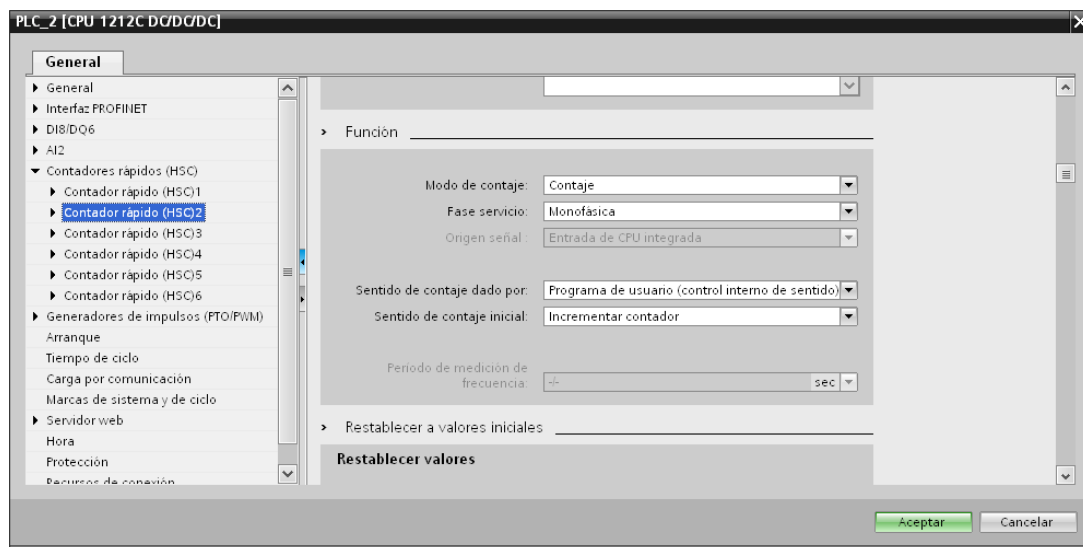 PLC_2 [CPU 1212C DC/DC/DC]
General
General
Interfaz PROFINET
DI8/DQ6
AI2
Contadores rápidos (HSC)
Contador rápido (HSC)1
Contador rápido (HSC)2
Contador rápido (HSC)3
Contador rápido (HSC)4
Contador rápido (HSC)5
Contador rápido (HSC)6
Generadores de impulsos (PTO/PWM)
Arranque
Tiempo de ciclo
Carga por comunicación
Marcas de sistema y de ciclo
Servidor web
Hora
Protección
Recursos de conexión
Función
Modo de contaje: Contaje
Fase servicio: Monofásica
Origen señal : Entrada de CPU integrada
Sentido de contaje dado por: Programa de usuario (control interno de sentido)
Sentido de contaje inicial: Incrementar contador
Período de medición de
frecuencia: -/- sec
Restablecer a valores iniciales
Restablecer valores
Aceptar Cancelar